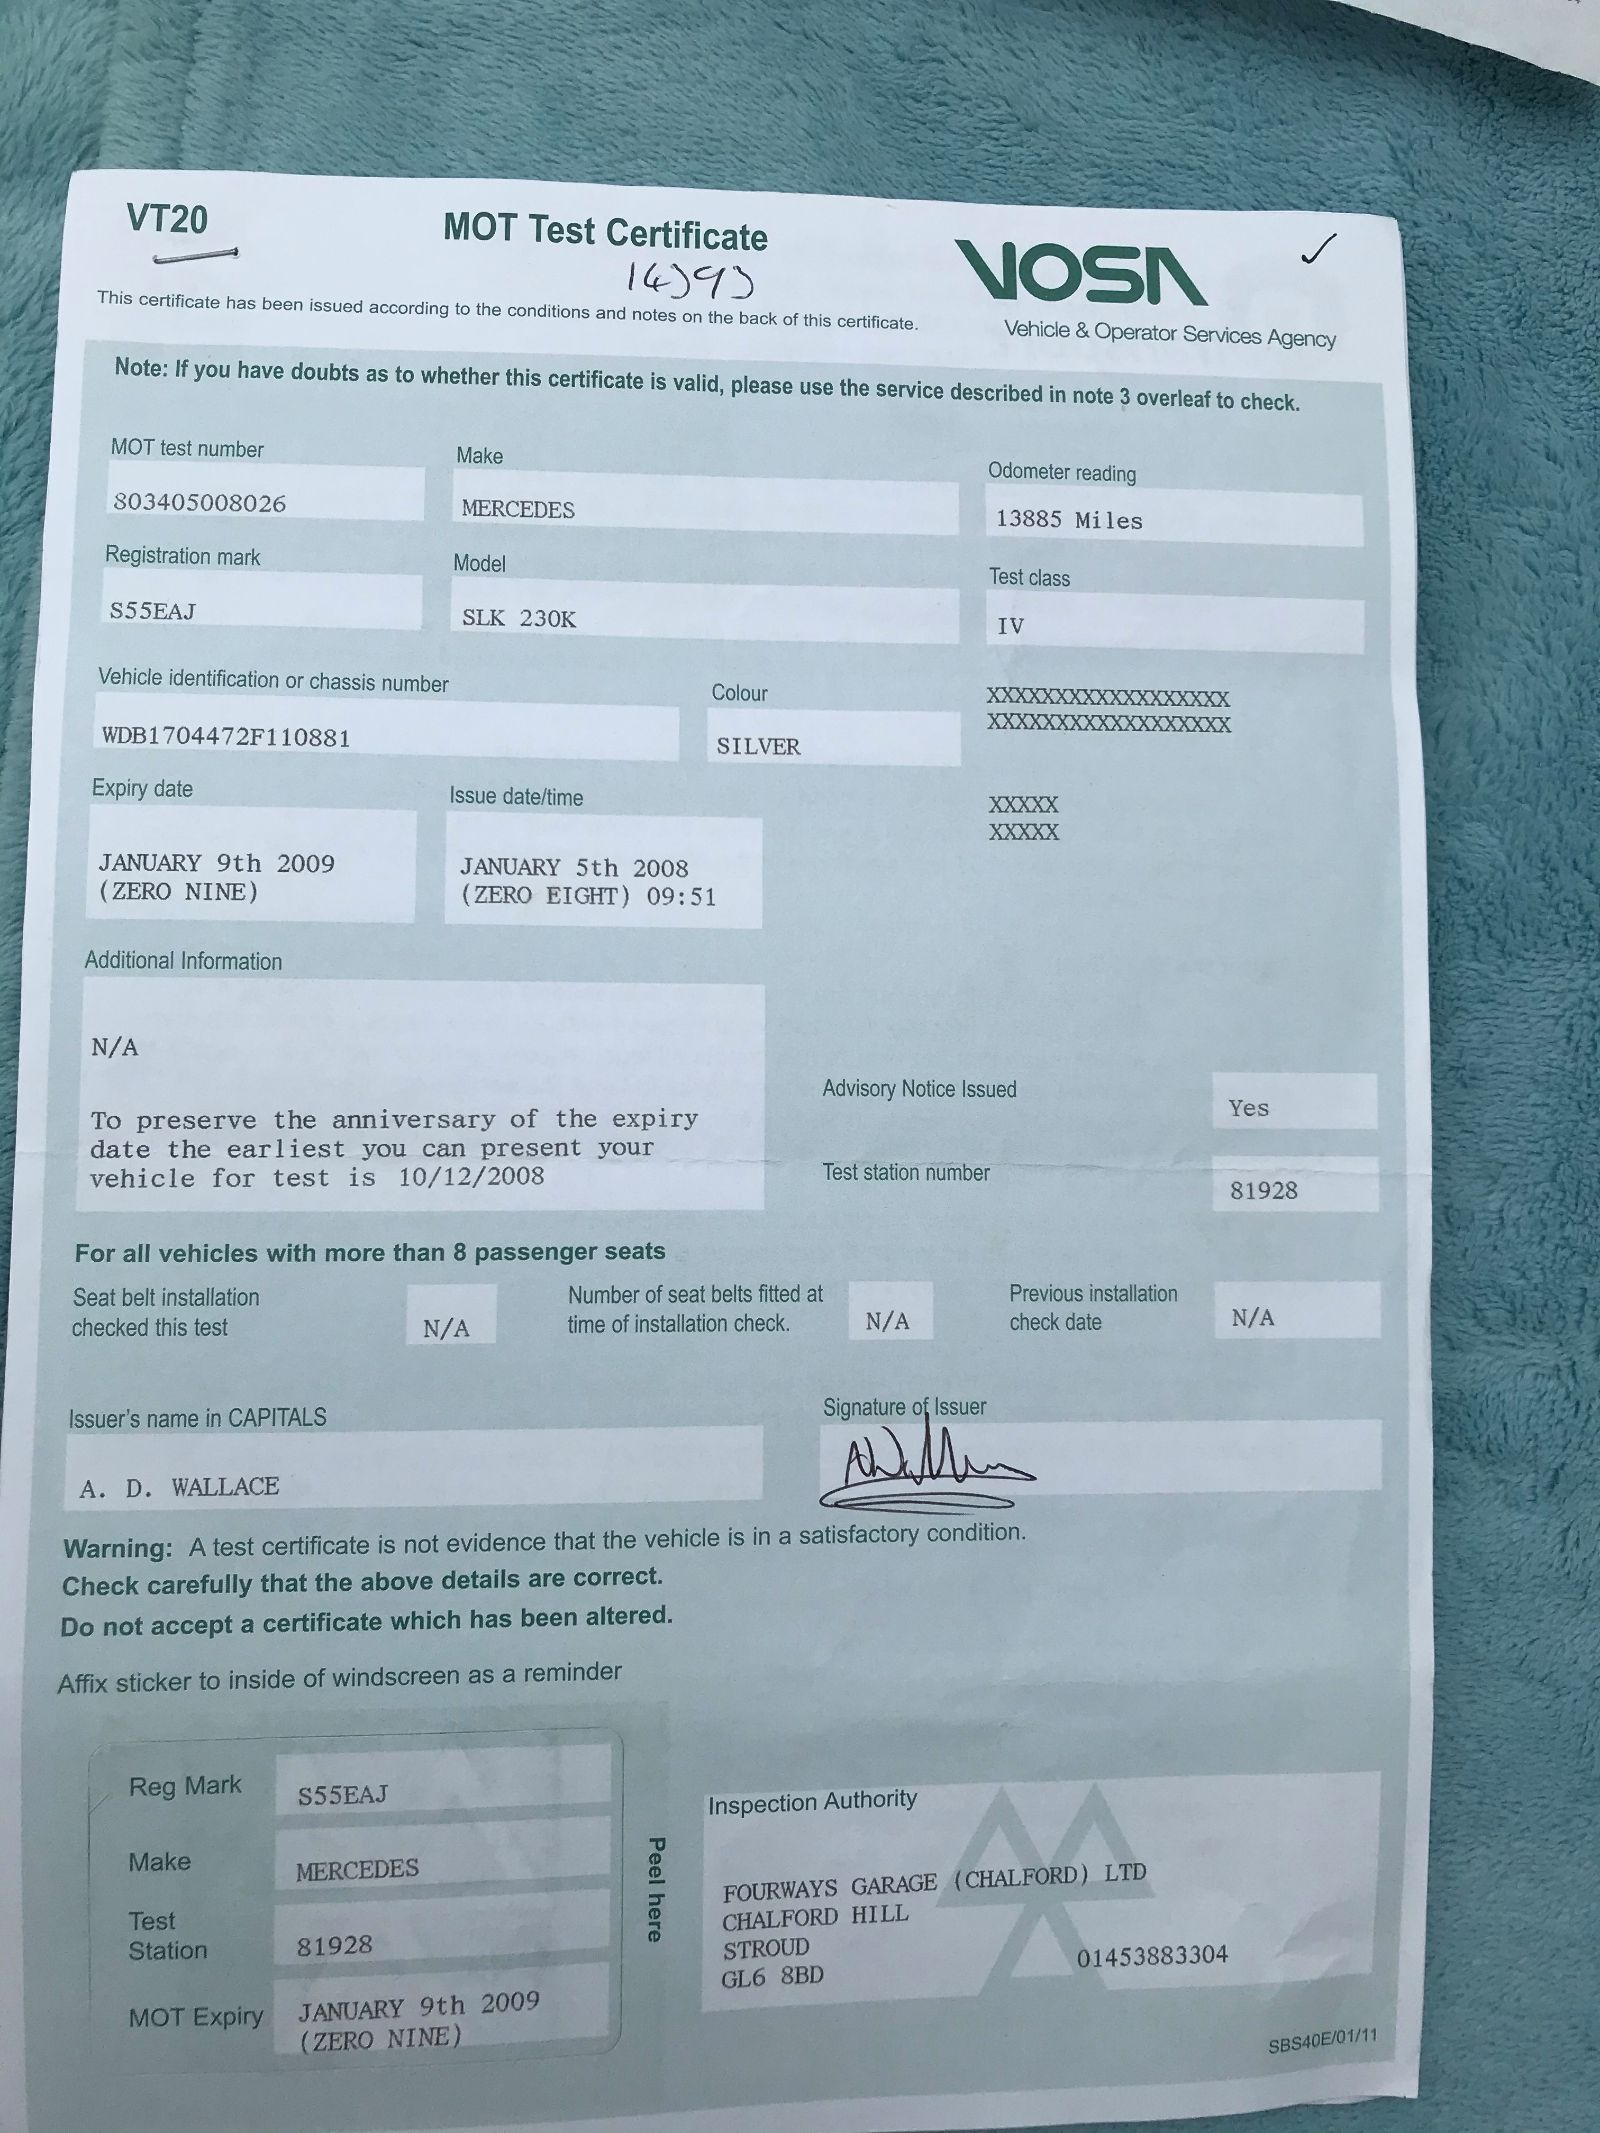 VT20
MOT Test Certificate
14393
VOSA
Vehicle & Operator Services Agency
This certificate has been issued according to the conditions and notes on the back of this certificate.
Note: If you have doubts as to whether this certificate is valid, please use the service described in note 3 overleaf to check.
MOT test number
803405008026
Make
MERCEDES
Odometer reading
13885 Miles
Registration mark
S55EAJ
Model
SLK 230K
Test class
IV
Vehicle identification or chassis number
WDB1704472F110881
Colour
SILVER
XXXXXXXXXXXXXXXXXX
XXXXXXXXXXXXXXXXXX
Expiry date
JANUARY 9th 2009
(ZERO NINE)
Issue date/time
JANUARY 5th 2008
(ZERO EIGHT) 09:51
XXXXX
XXXXX
Additional Information
N/A
To preserve the anniversary of the expiry
date the earliest you can present your
vehicle for test is 10/12/2008
Advisory Notice Issued
Yes
Test station number
81928
For all vehicles with more than 8 passenger seats
Seat belt installation
checked this test
N/A
Number of seat belts fitted at
time of installation check.
N/A
Previous installation
check date
N/A
Issuer's name in CAPITALS
A. D. WALLACE
Signature of Issuer
Warning: A test certificate is not evidence that the vehicle is in a satisfactory condition.
Check carefully that the above details are correct.
Do not accept a certificate which has been altered.
Affix sticker to inside of windscreen as a reminder
Reg Mark
S55EAJ
Make
MERCEDES
Test
Station
81928
MOT Expiry
JANUARY 9th 2009
(ZERO NINE)
Peel here
Inspection Authority
FOURWAYS GARAGE (CHALFORD) LTD
CHALFORD HILL
STROUD
GL6 8BD
01453883304
SBS40E/01/11